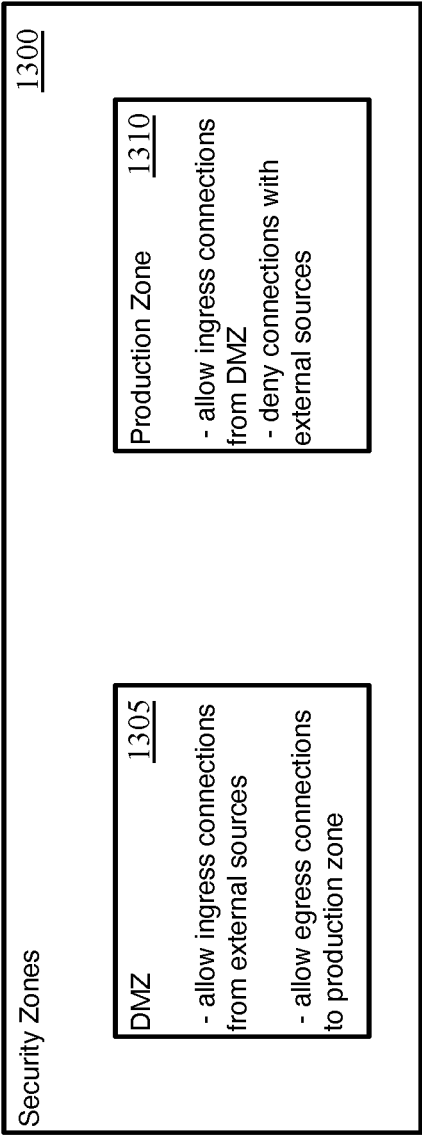 Security Zones 1300
DMZ 1305
- allow ingress connections
from external sources
- allow egress connections
to production zone
Production Zone 1310
- allow ingress connections
from DMZ
- deny connections with
external sources